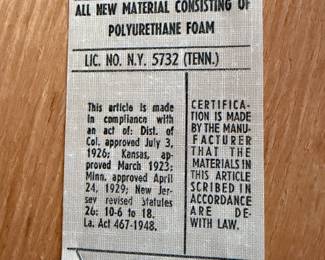 ALL NEW MATERIAL CONSISTING OF
POLYURETHANE FOAM
LIC. NO. N.Y. 5732 (TENN.)
This article is made
in compliance with
an act of: Dist. of
Col. approved July 3,
1926; Kansas, ap-
proved March 1923;
Minn. approved April
24, 1929; New Jer-
sey revised Statules
26: 10-6 to 18.
La. Act 467-1948.
CERTIFICA-
TION IS MADE
BY THE MANU-
FACTURER
THAT THE
MATERIALS IN
THIS ARTICLE
SCRIBED IN
ACCORDANCE
ARE DE-
WITH LAW.